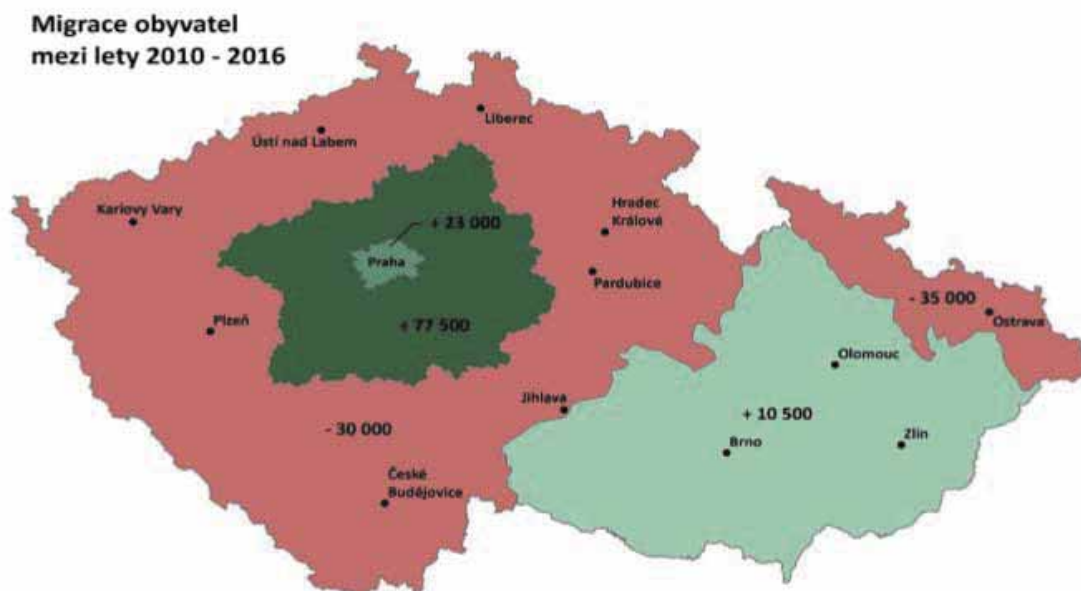 Migrace obyvatel
mezi lety 2010 - 2016
Liberec
Ústí nad Labem
Karlovy Vary
Hradec
Králové
+ 23 000
Praha
Pardubice
- 35 000
Ostrava
Plzeň
+ 77 500
Olomouc
Jihlava
+ 10 500
- 30 000
Brno
Zlín
České
Budějovice